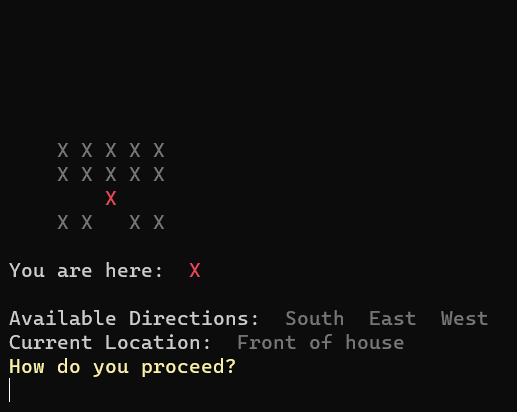 X X X X X
X X X X X
X
X X   X X
You are here:  X
Available Directions:  South  East  West
Current Location:  Front of house
How do you proceed?